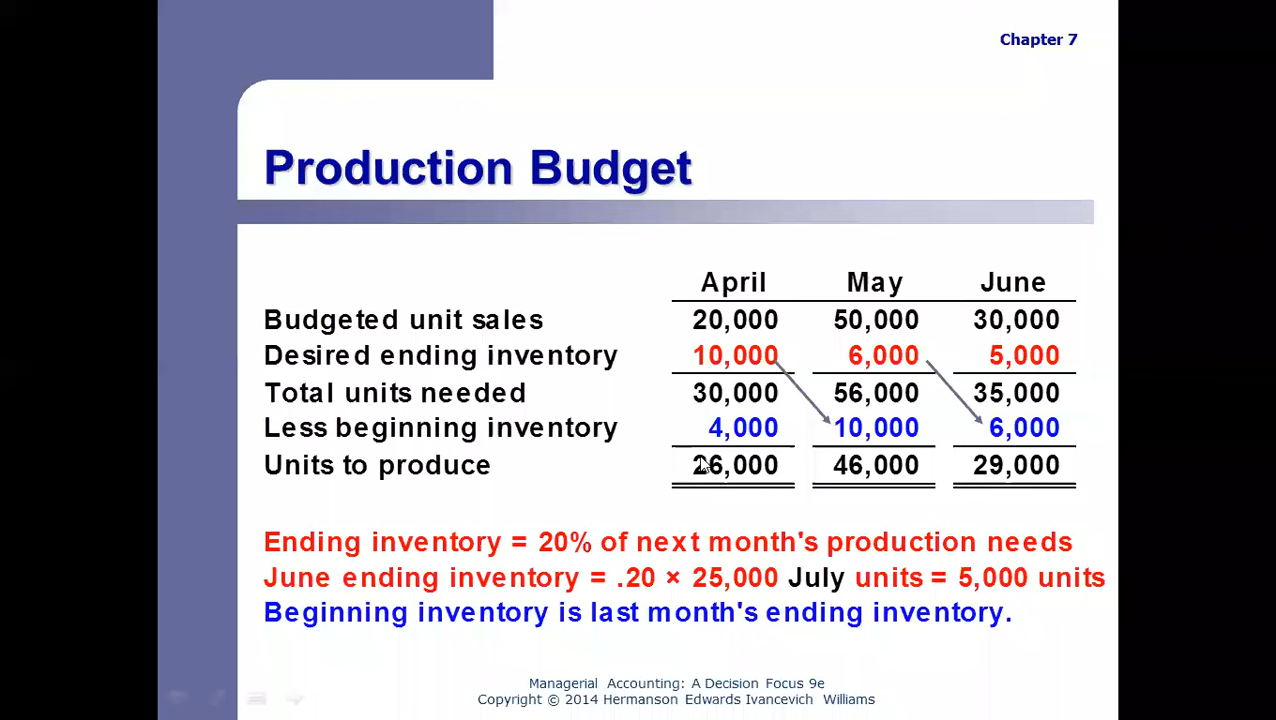 Chapter 7
Production Budget
April May June
Budgeted unit sales 20,000 50,000 30,000
Desired ending inventory 10,000 6,000 5,000
Total units needed 30,000 56,000 35,000
Less beginning inventory 4,000 10,000 6,000
Units to produce 26,000 46,000 29,000
Ending inventory = 20% of next month's production needs
June ending inventory = .20 × 25,000 July units = 5,000 units
Beginning inventory is last month's ending inventory.
Managerial Accounting: A Decision Focus 9e
Copyright © 2014 Hermanson Edwards Ivancevich Williams